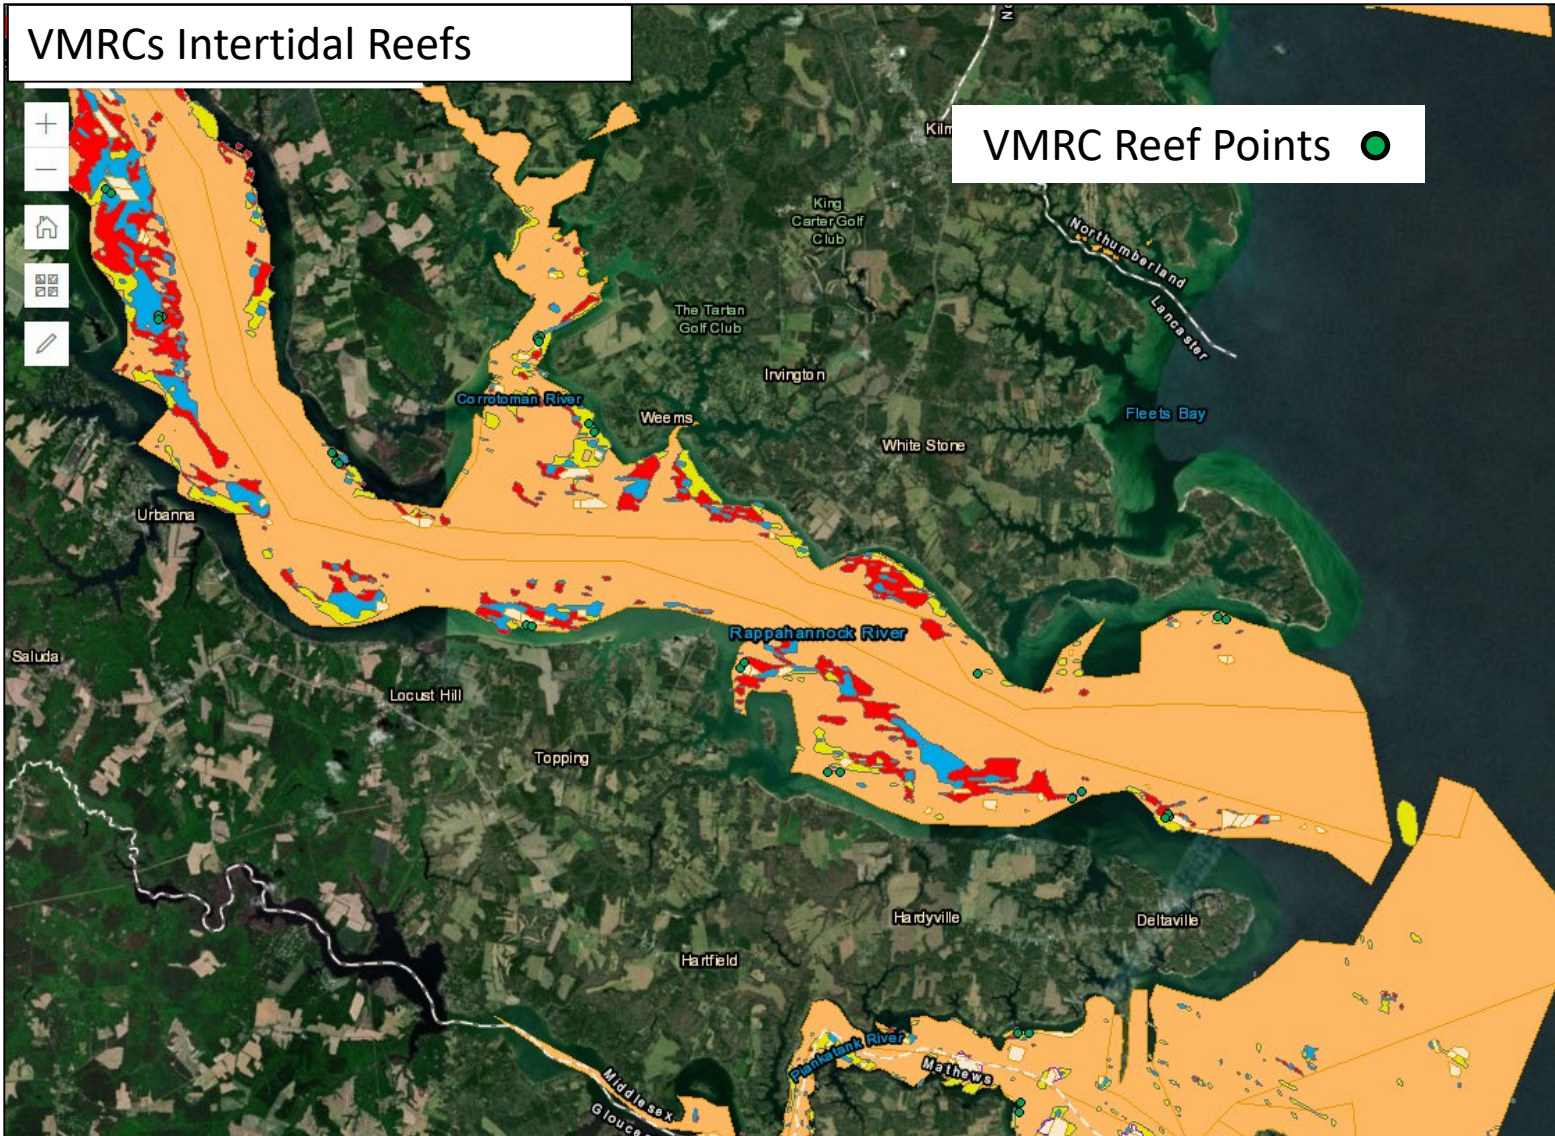 VMRCs Intertidal Reefs
VMRC Reef Points
King
Carter Golf
Club
Northumberland
Lancaster
The Tartan
Golf Club
Irvington
Corrotoman River
Weems
Fleets Bay
White Stone
Urbanna
Rappahannock River
Saluda
Locust Hill
Topping
Hardyville
Deltaville
Hartfield
Piankatank River
Mathews
Middlesex